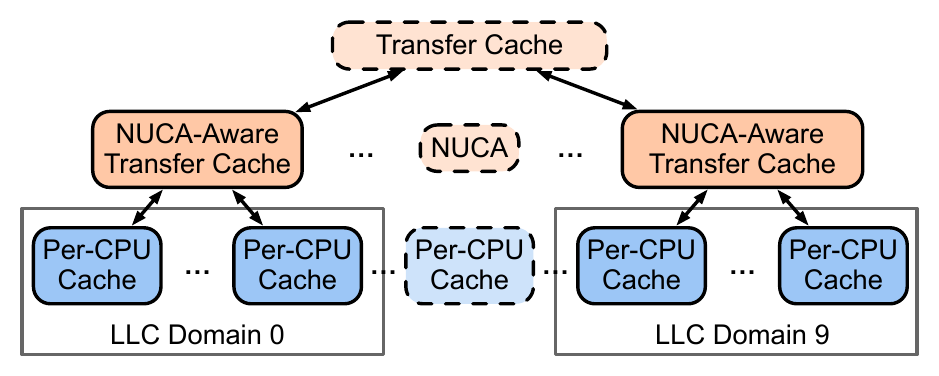 Transfer Cache
NUCA-Aware
Transfer Cache
...
NUCA
...
NUCA-Aware
Transfer Cache
Per-CPU
Cache
...
Per-CPU
Cache
...
Per-CPU
Cache
...
Per-CPU
Cache
...
Per-CPU
Cache
LLC Domain 0
LLC Domain 9